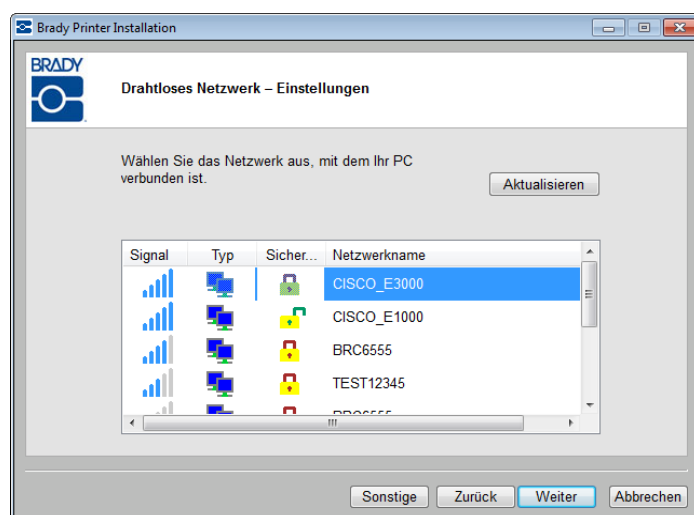 Brady Printer Installation
BRADY
Drahtloses Netzwerk – Einstellungen
Wählen Sie das Netzwerk aus, mit dem Ihr PC
verbunden ist.
Aktualisieren
Signal Typ Sicher... Netzwerkname
CISCO_E3000
CISCO_E1000
BRC6555
TEST12345
Sonstige Zurück Weiter Abbrechen